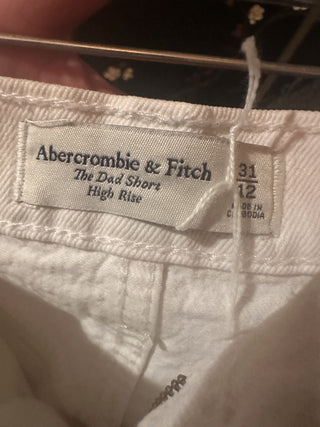 Abercrombie & Fitch
The Dad Short
High Rise
31
12
MADE IN
CAMBODIA